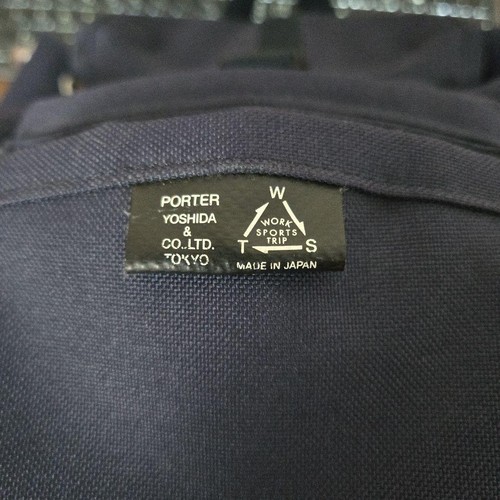 PORTER
YOSHIDA
&
CO.,LTD.
TOKYO
W
WORK
SPORTS
TRIP
T S
MADE IN JAPAN